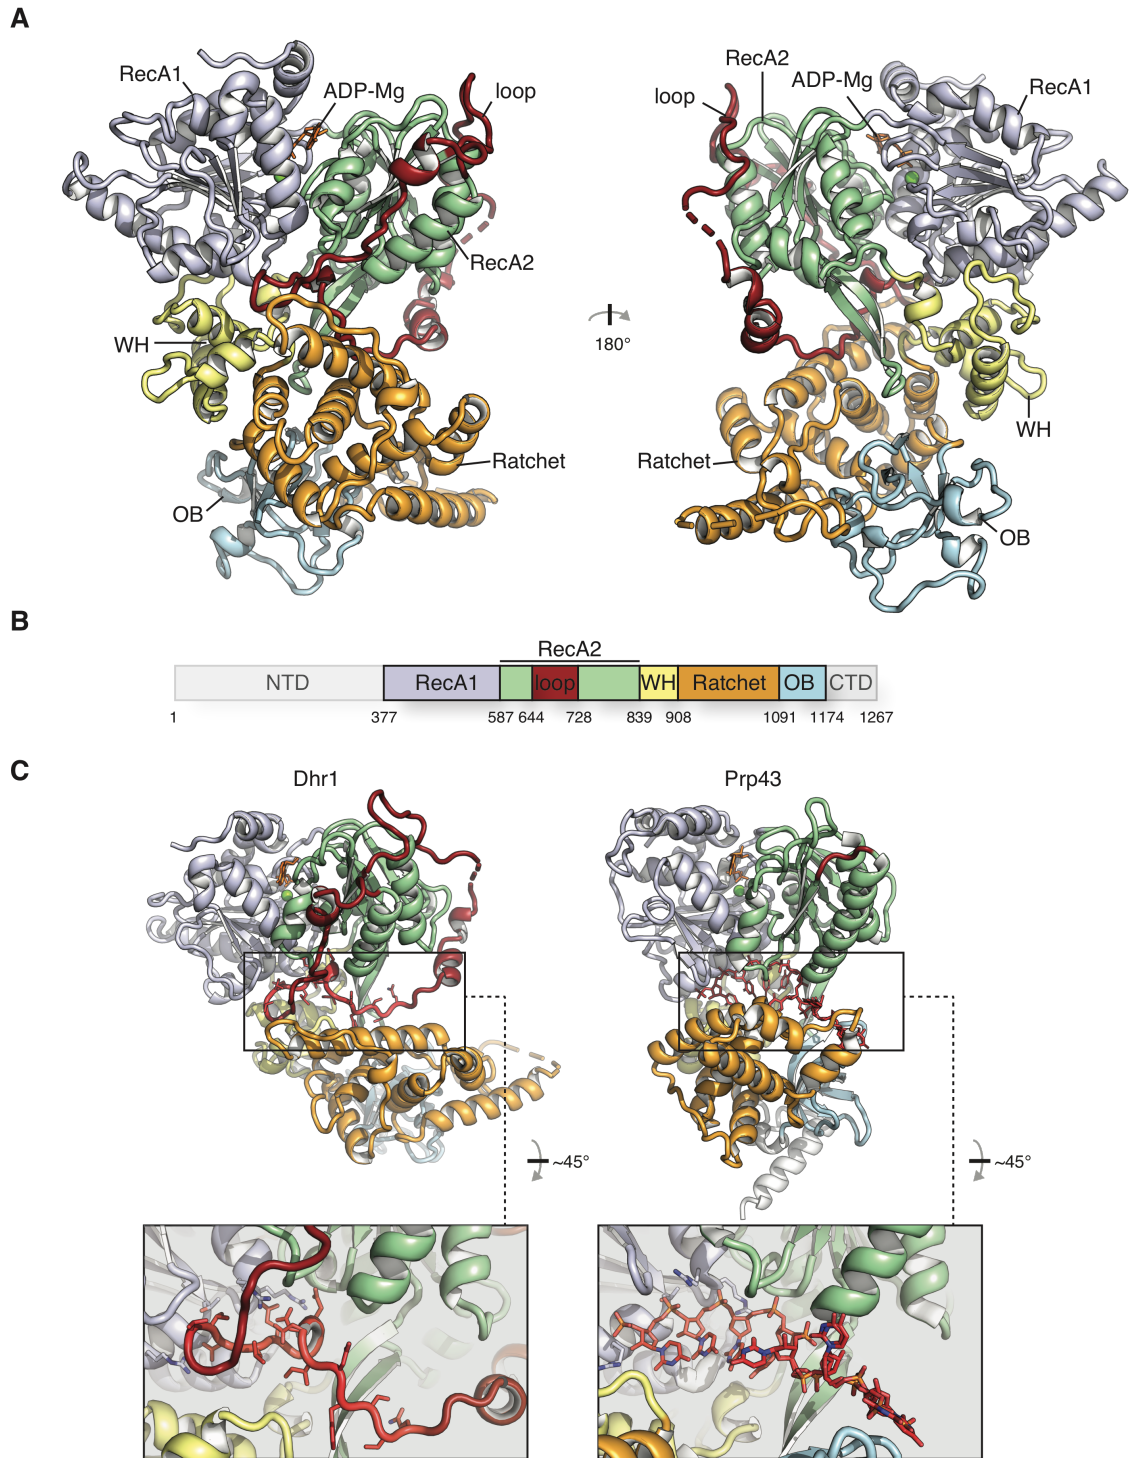 A
RecA1
ADP-Mg
loop
RecA2
WH
Ratchet
OB
180°
RecA2
ADP-Mg
loop
RecA1
Ratchet
WH
OB
B
RecA2
NTD RecA1 loop WH Ratchet OB CTD
1 377 587 644 728 839 908 1091 1174 1267
C
Dhr1 Prp43
~45° ~45°